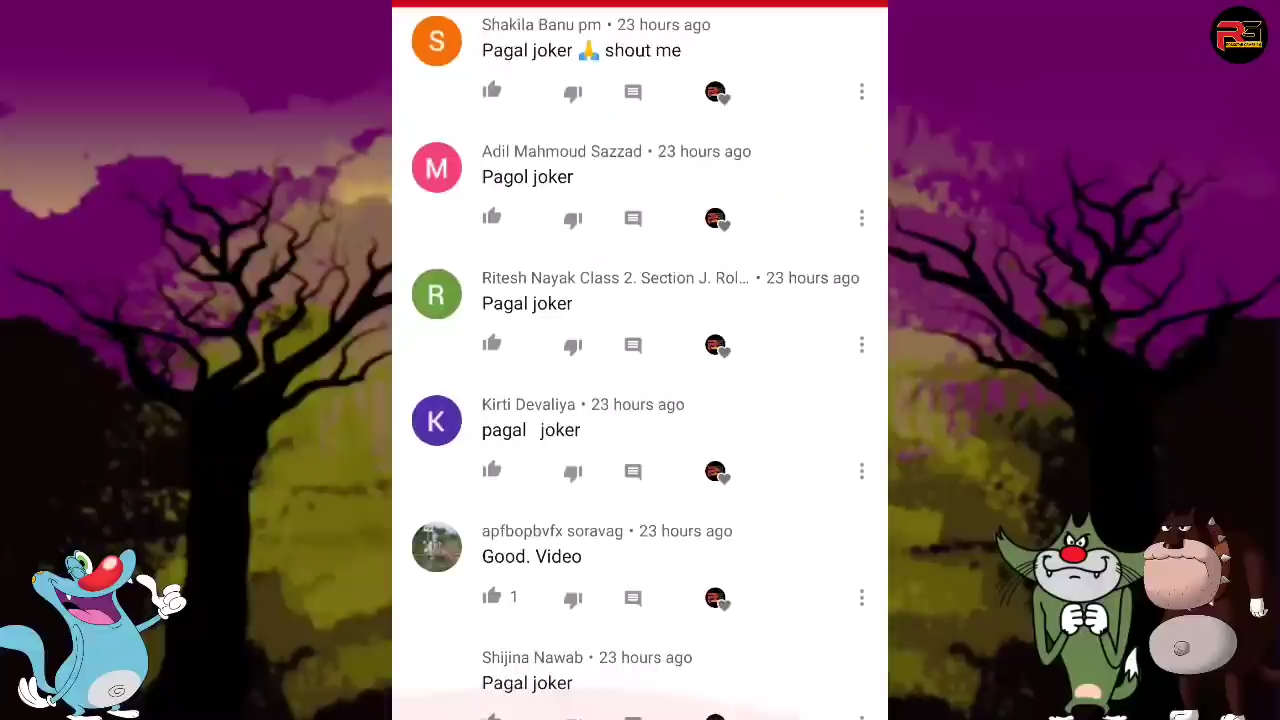 S
Shakila Banu pm • 23 hours ago
Pagal joker 🙏 shout me
M
Adil Mahmoud Sazzad • 23 hours ago
Pagol joker
R
Ritesh Nayak Class 2. Section J. Rol... • 23 hours ago
Pagal joker
K
Kirti Devaliya • 23 hours ago
pagal joker
apfbopbvfx soravag • 23 hours ago
Good. Video
1
Shijina Nawab • 23 hours ago
Pagal joker
RG